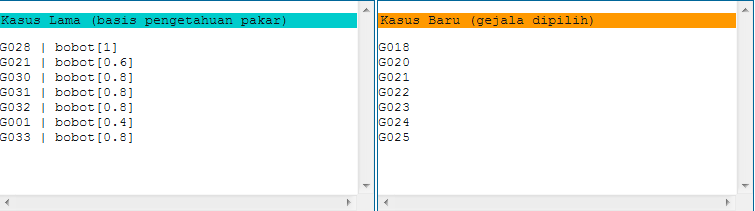 Kasus Lama (basis pengetahuan pakar)
G028 | bobot[1]
G021 | bobot[0.6]
G030 | bobot[0.8]
G031 | bobot[0.8]
G032 | bobot[0.8]
G001 | bobot[0.4]
G033 | bobot[0.8]
Kasus Baru (gejala dipilih)
G018
G020
G021
G022
G023
G024
G025